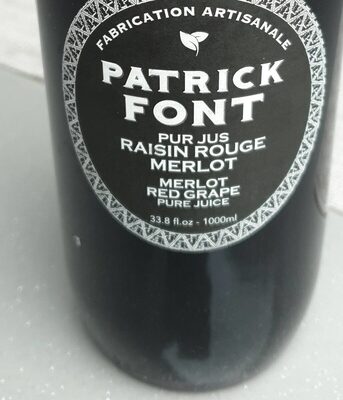 FABRICATION ARTISANALE
PATRICK
FONT
PUR JUS
RAISIN ROUGE
MERLOT
MERLOT
RED GRAPE
PURE JUICE
33.8 fl.oz - 1000ml